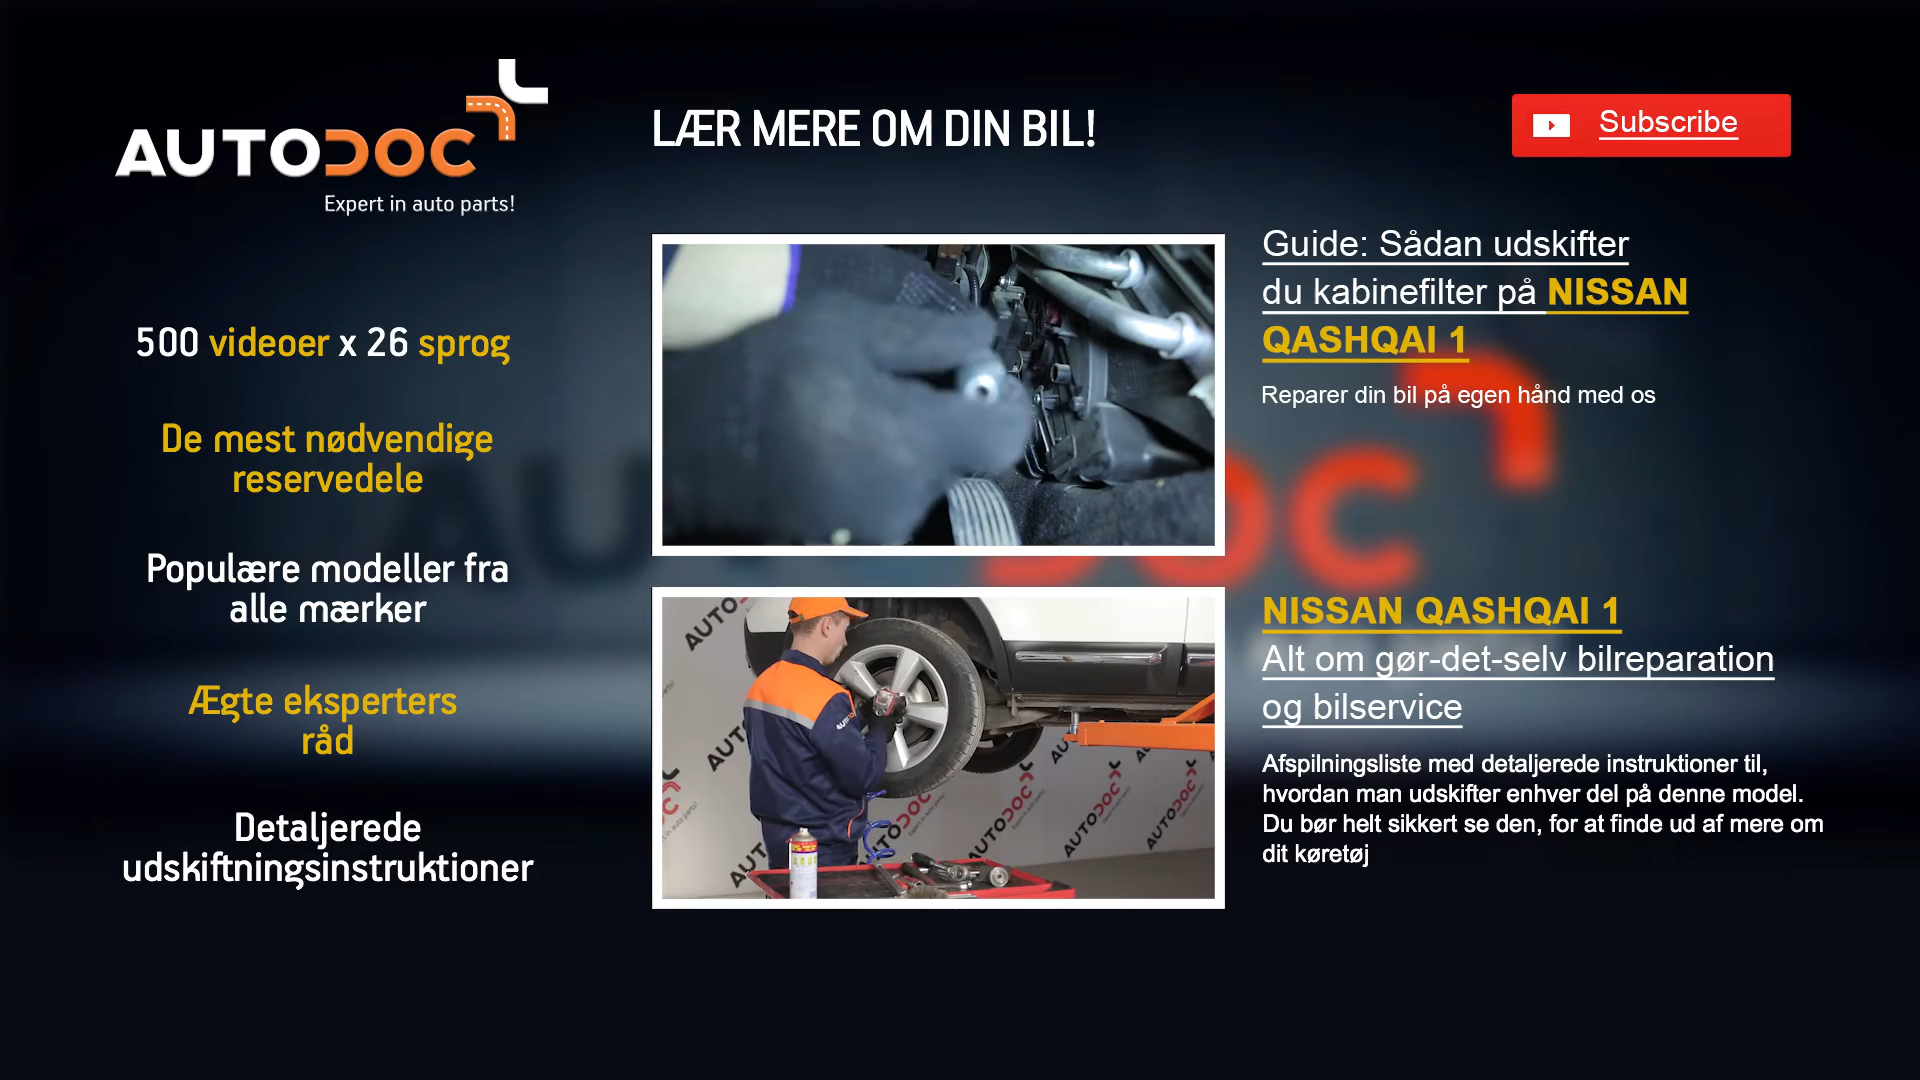 AUTODOC
Expert in auto parts!
LÆR MERE OM DIN BIL!
Subscribe
500 videoer x 26 sprog
De mest nødvendige
reservedele
Populære modeller fra
alle mærker
Ægte eksperters
råd
Detaljerede
udskiftningsinstruktioner
Guide: Sådan udskifter
du kabinefilter på NISSAN
QASHQAI 1
Reparer din bil på egen hånd med os
NISSAN QASHQAI 1
Alt om gør-det-selv bilreparation
og bilservice
Afspilningsliste med detaljerede instruktioner til,
hvordan man udskifter enhver del på denne model.
Du bør helt sikkert se den, for at finde ud af mere om
dit køretøj
AUTODOC
AUTODOC
AUTODOC
AUTODOC